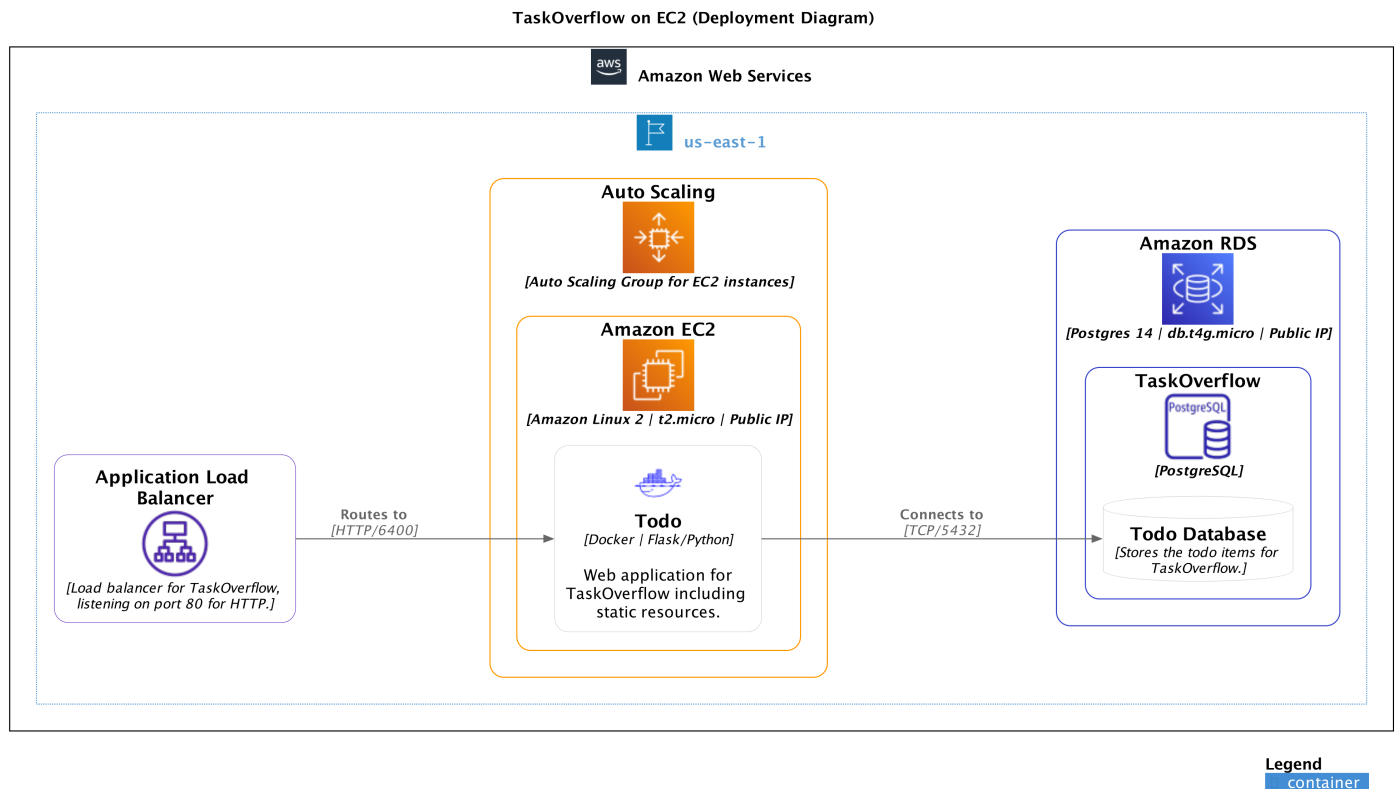 TaskOverflow on EC2 (Deployment Diagram)
aws
Amazon Web Services
us-east-1
Auto Scaling
[Auto Scaling Group for EC2 instances]
Amazon EC2
[Amazon Linux 2 | t2.micro | Public IP]
Todo
[Docker | Flask/Python]
Web application for
TaskOverflow including
static resources.
Application Load
Balancer
[Load balancer for TaskOverflow,
listening on port 80 for HTTP.]
Routes to
[HTTP/6400]
Connects to
[TCP/5432]
Amazon RDS
[Postgres 14 | db.t4g.micro | Public IP]
TaskOverflow
PostgreSQL
[PostgreSQL]
Todo Database
[Stores the todo items for
TaskOverflow.]
Legend
container